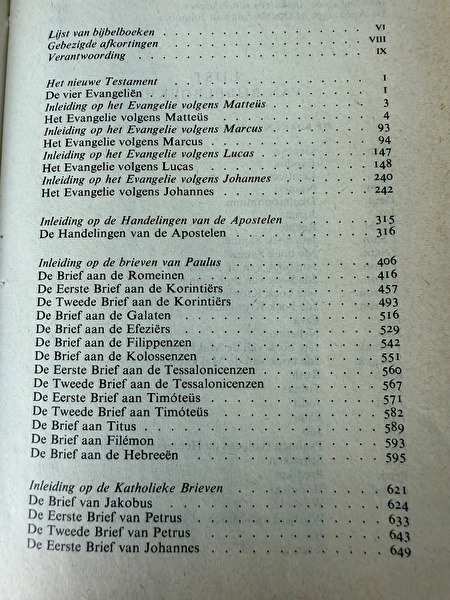 Lijst van bijbelboeken . . . . . . . . . . . . . . VI
Gebezigde afkortingen . . . . . . . . . . . . . . VIII
Verantwoording . . . . . . . . . . . . . . . . IX
Het nieuwe Testament . . . . . . . . . . . . . . 1
De vier Evangeliën . . . . . . . . . . . . . . . 1
Inleiding op het Evangelie volgens Matteüs . . . . . . . . 3
Het Evangelie volgens Matteüs . . . . . . . . . . . 4
Inleiding op het Evangelie volgens Marcus . . . . . . . . 93
Het Evangelie volgens Marcus . . . . . . . . . . . 94
Inleiding op het Evangelie volgens Lucas . . . . . . . . 147
Het Evangelie volgens Lucas . . . . . . . . . . . . 148
Inleiding op het Evangelie volgens Johannes . . . . . . . 240
Het Evangelie volgens Johannes . . . . . . . . . . . 242
Inleiding op de Handelingen van de Apostelen . . . . . . . 315
De Handelingen van de Apostelen . . . . . . . . . . 316
Inleiding op de brieven van Paulus . . . . . . . . . . 406
De Brief aan de Romeinen . . . . . . . . . . . . 416
De Eerste Brief aan de Korintiërs . . . . . . . . . . 457
De Tweede Brief aan de Korintiërs . . . . . . . . . . 493
De Brief aan de Galaten . . . . . . . . . . . . . 516
De Brief aan de Efeziërs . . . . . . . . . . . . . 529
De Brief aan de Filippenzen . . . . . . . . . . . . 542
De Brief aan de Kolossenzen . . . . . . . . . . . . 551
De Eerste Brief aan de Tessalonicenzen . . . . . . . . . 560
De Tweede Brief aan de Tessalonicenzen . . . . . . . . 567
De Eerste Brief aan Timóteüs . . . . . . . . . . . 571
De Tweede Brief aan Timóteüs . . . . . . . . . . . 582
De Brief aan Titus . . . . . . . . . . . . . . . 589
De Brief aan Filémon . . . . . . . . . . . . . . 593
De Brief aan de Hebreeën . . . . . . . . . . . . . 595
Inleiding op de Katholieke Brieven . . . . . . . . . . 621
De Brief van Jakobus . . . . . . . . . . . . . . 624
De Eerste Brief van Petrus . . . . . . . . . . . . 633
De Tweede Brief van Petrus . . . . . . . . . . . . 643
De Eerste Brief van Johannes . . . . . . . . . . . 649